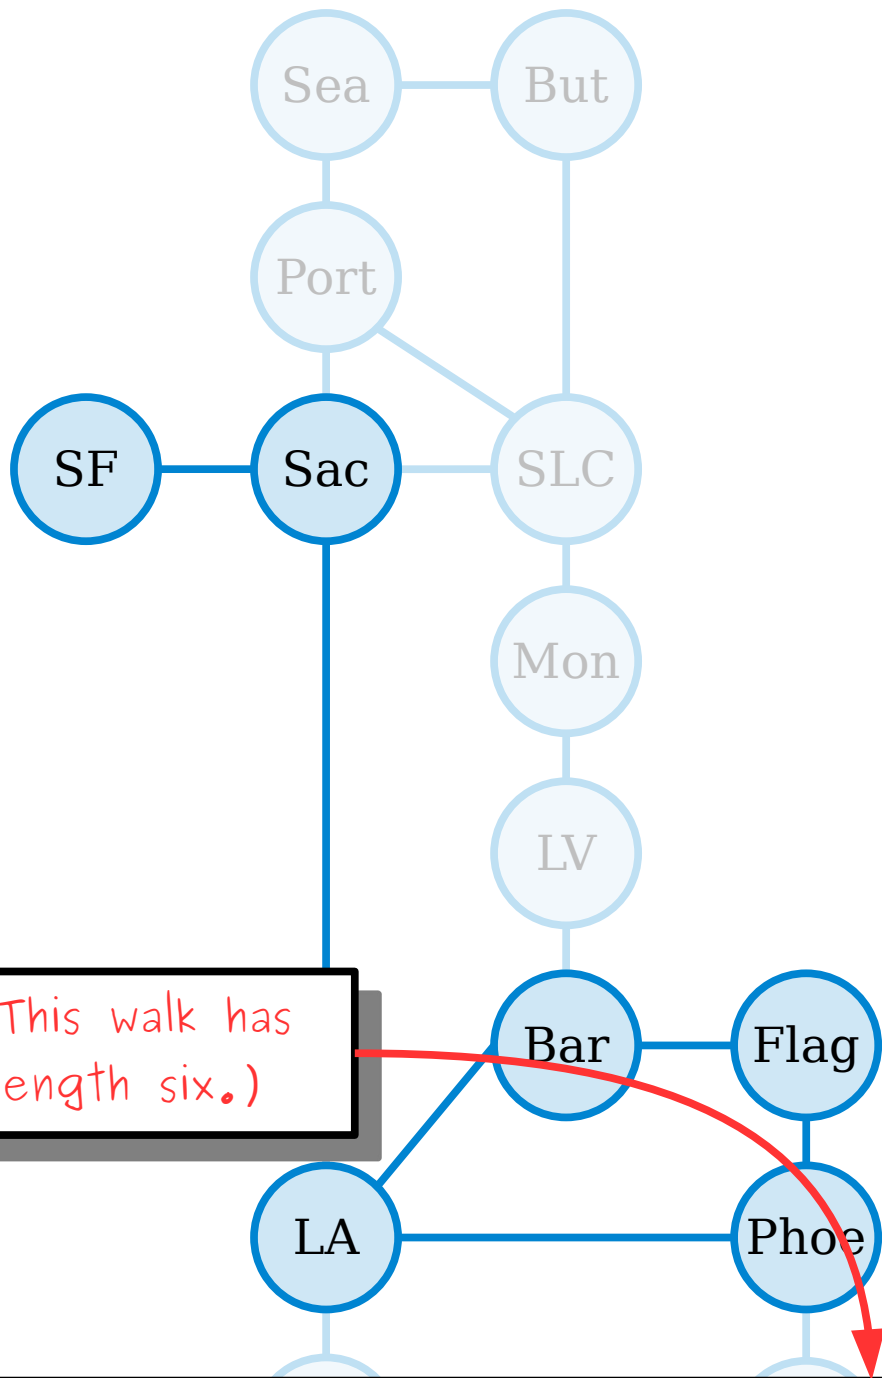 Sea
But
Port
SF
Sac
SLC
Mon
LV
This walk has
ength six.)
Bar
Flag
LA
Phoe